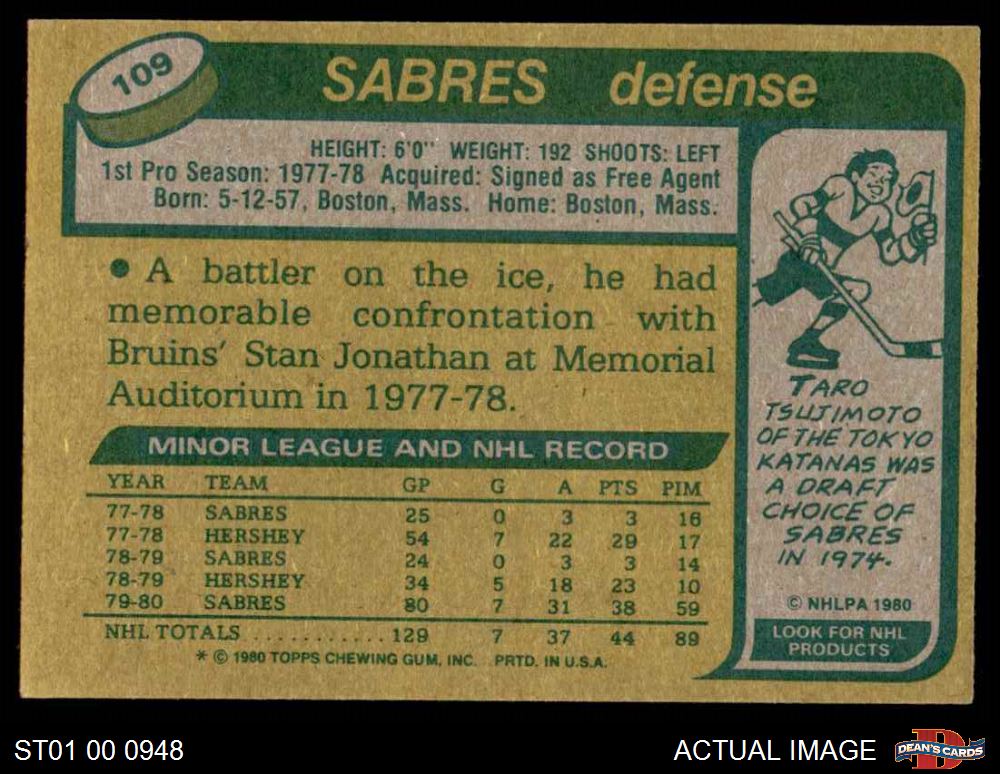 109
SABRES defense
HEIGHT: 6'0" WEIGHT: 192 SHOOTS: LEFT
1st Pro Season: 1977-78 Acquired: Signed as Free Agent
Born: 5-12-57, Boston, Mass. Home: Boston, Mass.
• A battler on the ice, he had
memorable confrontation with
Bruins' Stan Jonathan at Memorial
Auditorium in 1977-78.
MINOR LEAGUE AND NHL RECORD
YEAR TEAM GP G A PTS PIM
77-78 SABRES 25 0 3 3 16
77-78 HERSHEY 54 7 22 29 17
78-79 SABRES 24 0 3 3 14
78-79 HERSHEY 34 5 18 23 10
79-80 SABRES 80 7 31 38 59
NHL TOTALS ............ 129 7 37 44 89
* © 1980 TOPPS CHEWING GUM, INC. PRTD. IN U.S.A.
TARO
TSUJIMOTO
OF THE TOKYO
KATANAS WAS
A DRAFT
CHOICE OF
SABRES
IN 1974.
© NHLPA 1980
LOOK FOR NHL
PRODUCTS
ST01 00 0948
ACTUAL IMAGE
D
DEAN'S CARDS